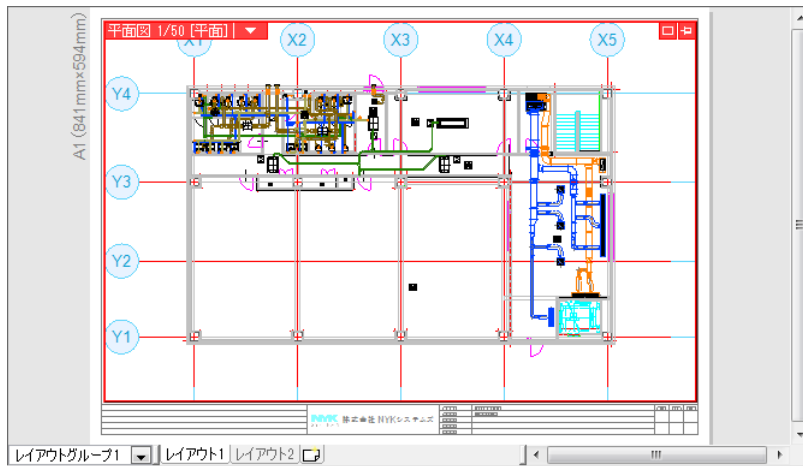 平面図 1/50 [平面]
X1
X2
X3
X4
X5
A1 (841mm×594mm)
Y4
Y3
Y2
Y1
NYK
株式会社 NYKシステムズ
レイアウトグループ1
レイアウト1
レイアウト2